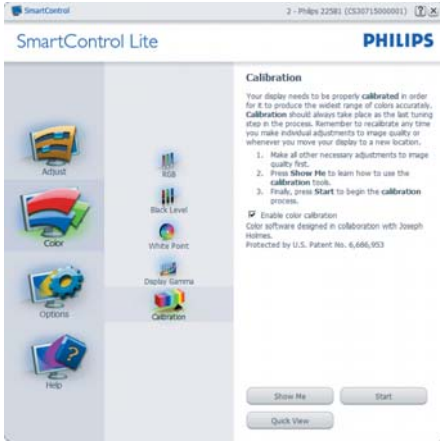 SmartControl
2 - Philips 225B1 (CS30715000001)
SmartControl Lite
PHILIPS
Adjust
Color
Options
Help
RGB
Black Level
White Point
Display Gamma
Calibration
Calibration
Your display needs to be properly calibrated in order
for it to produce the widest range of colors accurately.
Calibration should always take place as the last tuning
step in the process. Remember to recalibrate any time
you make individual adjustments to image quality or
whenever you move your display to a new location.
1. Make all other necessary adjustments to image
quality first.
2. Press Show Me to learn how to use the
calibration tools.
3. Finally, press Start to begin the calibration
process.
Enable color calibration
Color software designed in collaboration with Joseph
Holmes.
Protected by U.S. Patent No. 6,686,953
Show Me
Start
Quick View